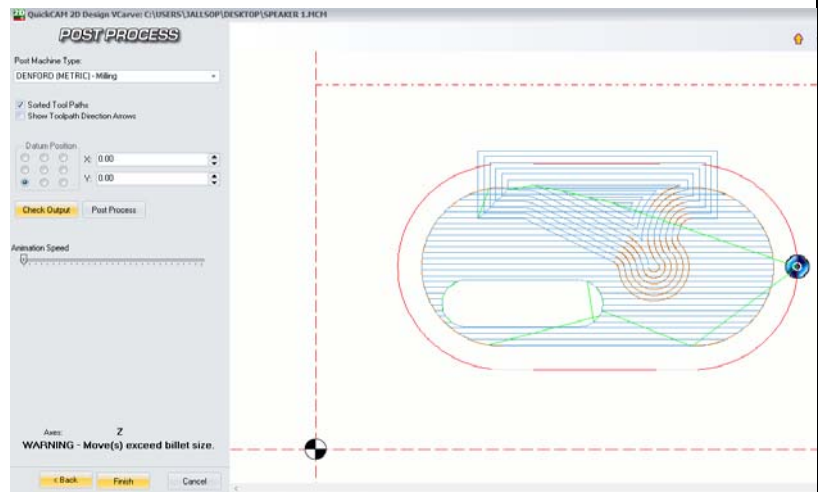 QuickCAM 2D Design VCarve: C:\USERS\JALLSOP\DESKTOP\SPEAKER 1.MCM
POST PROCESS
Post Machine Type:
DENFORD (METRIC) - Milling
Sorted Tool Paths
Show Toolpath Direction Arrows
Datum Position
X: 0.00
Y: 0.00
Check Output
Post Process
Animation Speed
Axes: Z
WARNING - Move(s) exceed billet size.
< Back
Finish
Cancel